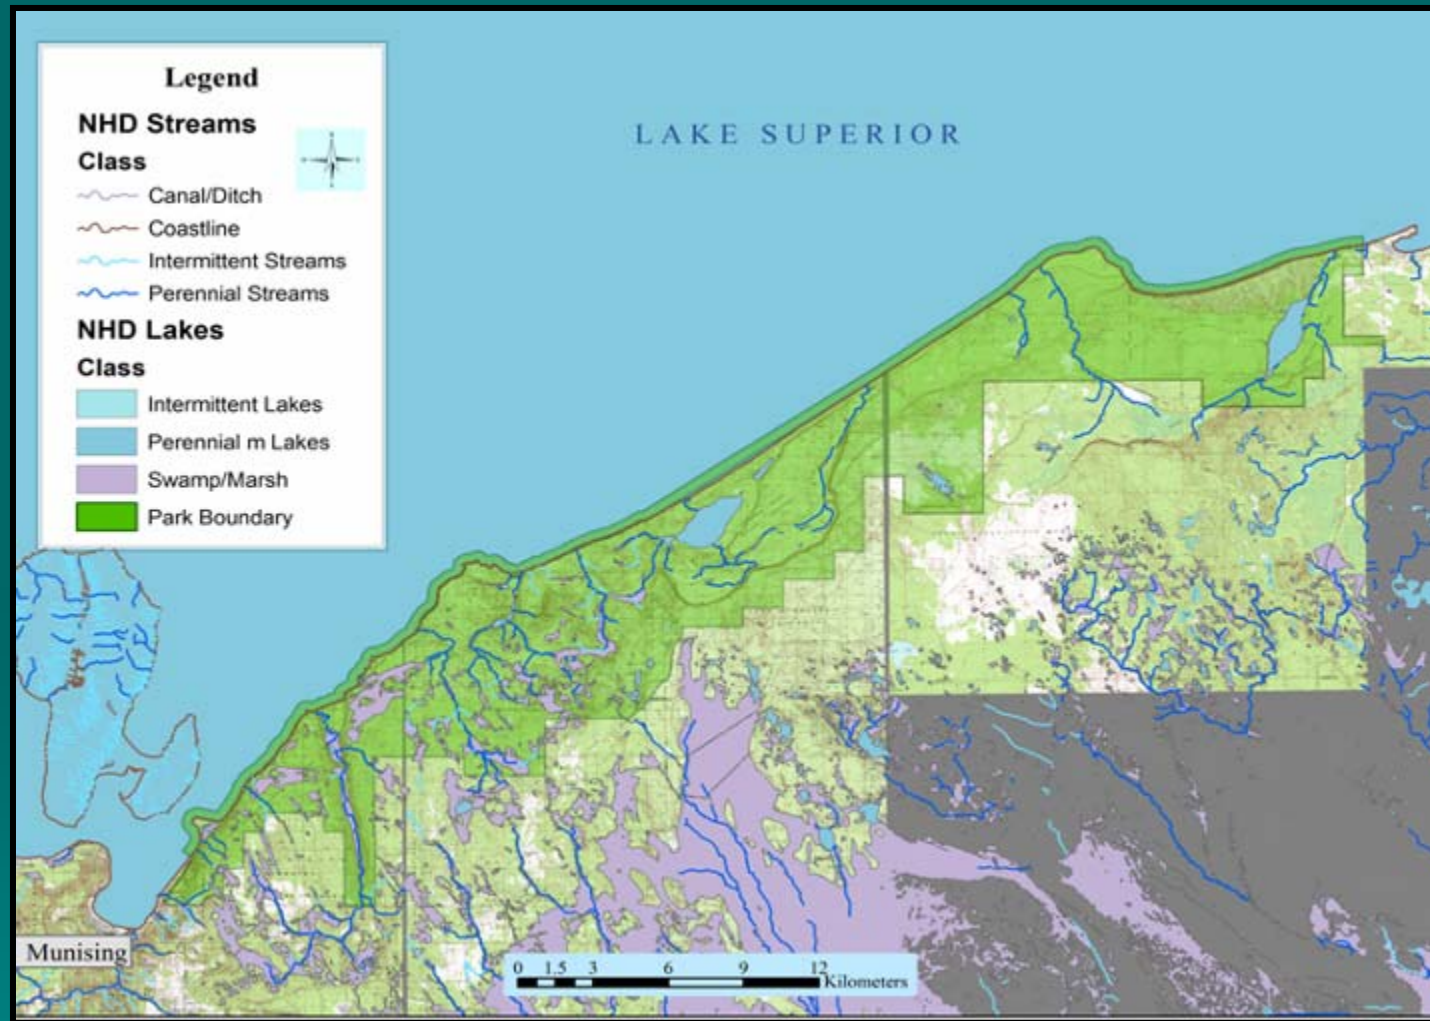 Legend
NHD Streams
Class
Canal/Ditch
Coastline
Intermittent Streams
Perennial Streams
NHD Lakes
Class
Intermittent Lakes
Perennial m Lakes
Swamp/Marsh
Park Boundary
LAKE SUPERIOR
Munising
0 1.5 3 6 9 12
Kilometers